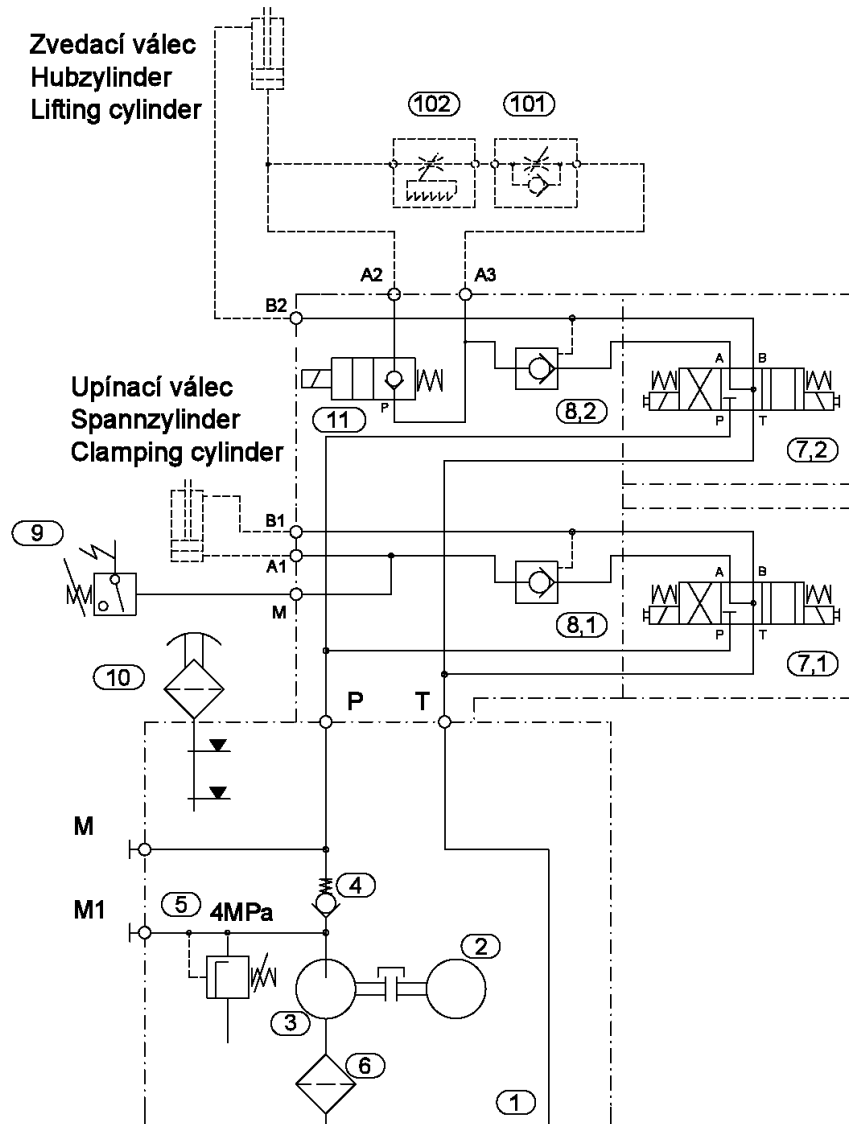 Zvedací válec
Hubzylinder
Lifting cylinder
102
101
A2
A3
B2
A
B
P
T
P
11
8,2
7,2
Upínací válec
Spannzylinder
Clamping cylinder
9
B1
A1
M
A
B
P
T
8,1
7,1
10
P
T
M
4
M1
5
4MPa
2
3
6
1